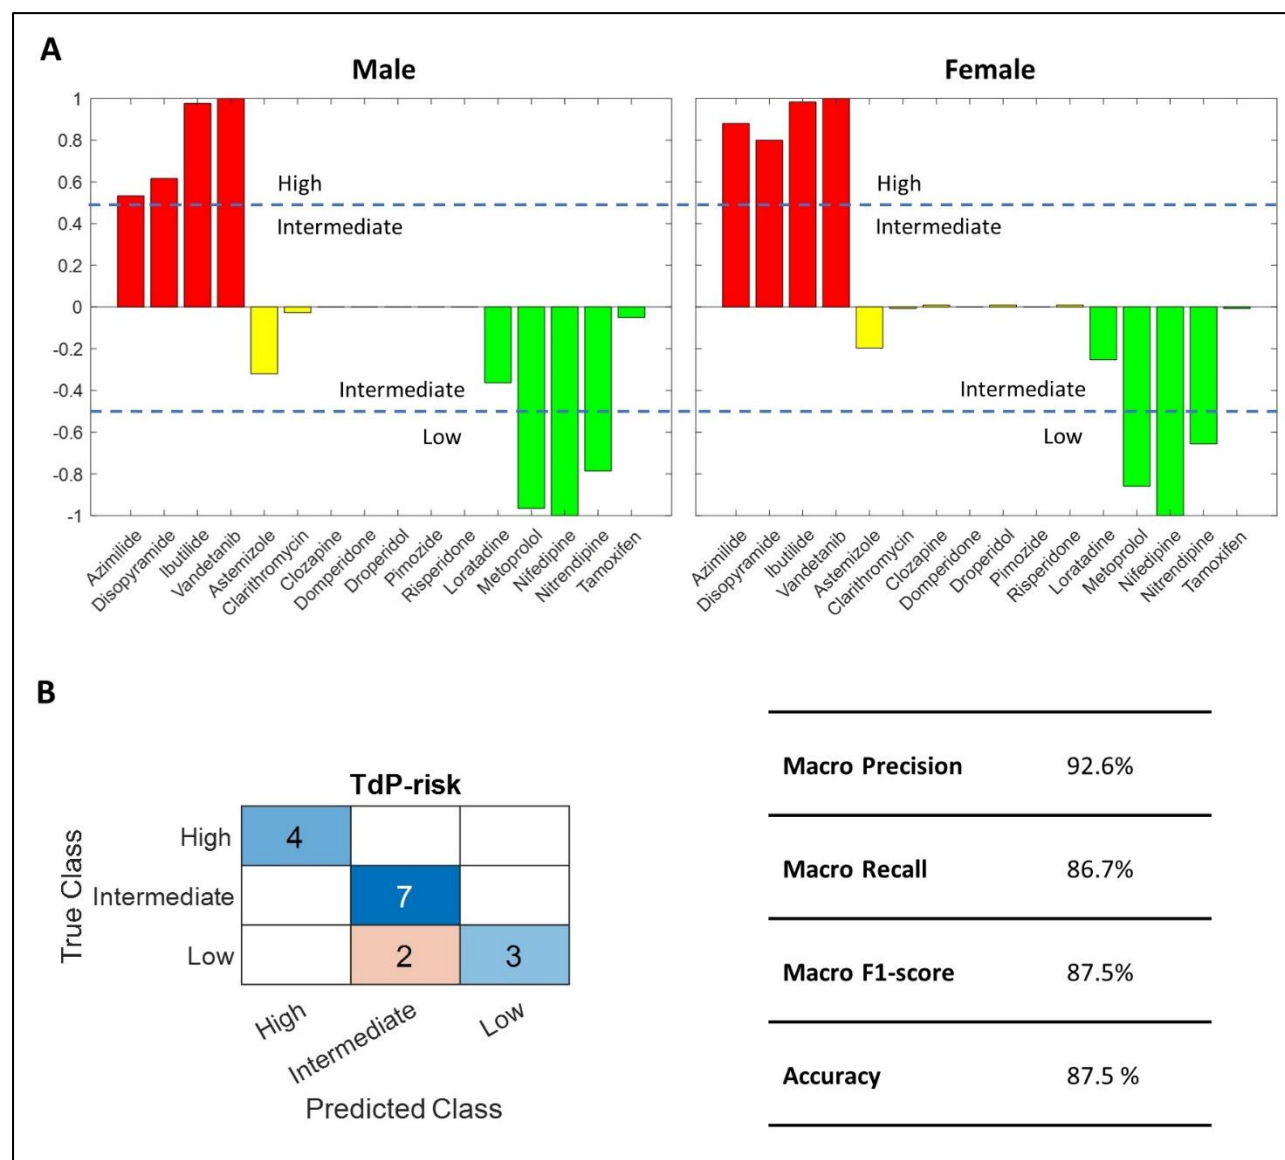 A
Male
Female
1
0.8
0.6
0.4
0.2
0
-0.2
-0.4
-0.6
-0.8
-1
High
Intermediate
Intermediate
Low
High
Intermediate
Intermediate
Low
Azimilide
Disopyramide
Ibutilide
Vandetanib
Astemizole
Clarithromycin
Clozapine
Domperidone
Droperidol
Pimozide
Risperidone
Loratadine
Metoprolol
Nifedipine
Nitrendipine
Tamoxifen
Azimilide
Disopyramide
Ibutilide
Vandetanib
Astemizole
Clarithromycin
Clozapine
Domperidone
Droperidol
Pimozide
Risperidone
Loratadine
Metoprolol
Nifedipine
Nitrendipine
Tamoxifen
B
TdP-risk
True Class
High
4
Intermediate
7
Low
2
3
High
Intermediate
Low
Predicted Class
Macro Precision 92.6%
Macro Recall 86.7%
Macro F1-score 87.5%
Accuracy 87.5 %